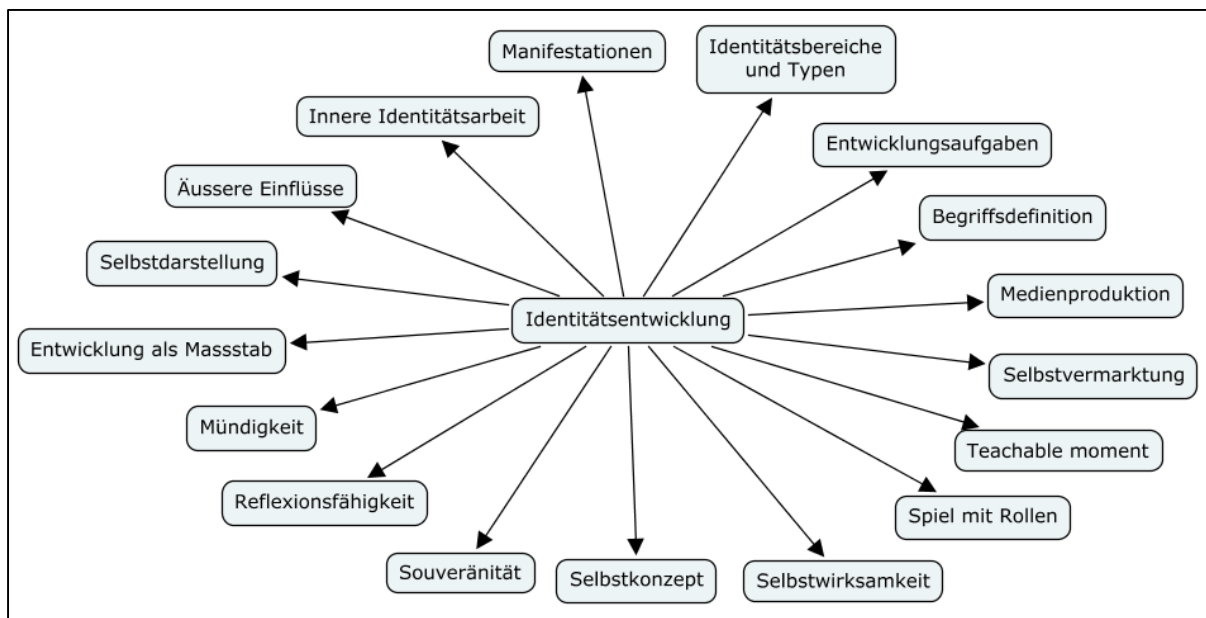 Manifestationen
Identitätsbereiche
und Typen
Innere Identitätsarbeit
Entwicklungsaufgaben
Äussere Einflüsse
Begriffsdefinition
Selbstdarstellung
Medienproduktion
Identitätsentwicklung
Entwicklung als Massstab
Selbstvermarktung
Mündigkeit
Teachable moment
Reflexionsfähigkeit
Spiel mit Rollen
Souveränität
Selbstkonzept
Selbstwirksamkeit